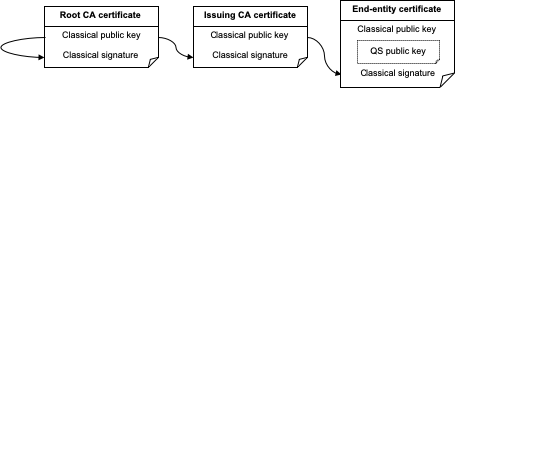 Root CA certificate
Classical public key
Classical signature
Issuing CA certificate
Classical public key
Classical signature
End-entity certificate
Classical public key
QS public key
Classical signature